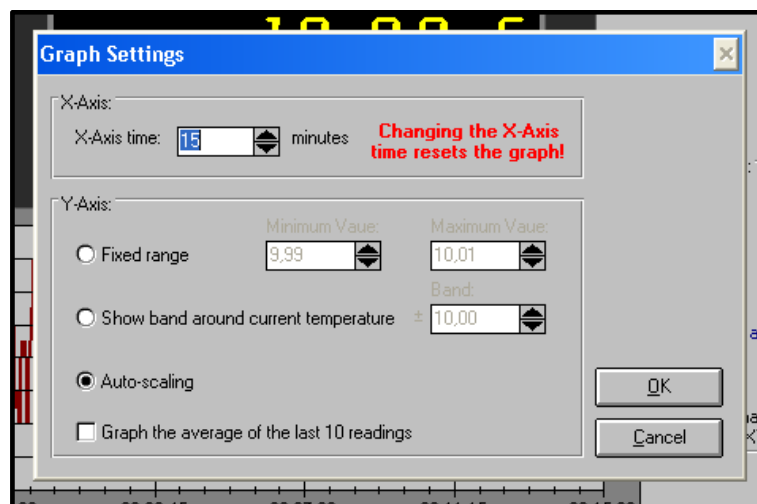 Graph Settings
X-Axis:
X-Axis time: 15 minutes
Changing the X-Axis
time resets the graph!
Y-Axis:
Minimum Vaue: Maximum Vaue:
Fixed range 9,99 10,01
Band:
Show band around current temperature ± 10,00
Auto-scaling
OK
Graph the average of the last 10 readings
Cancel